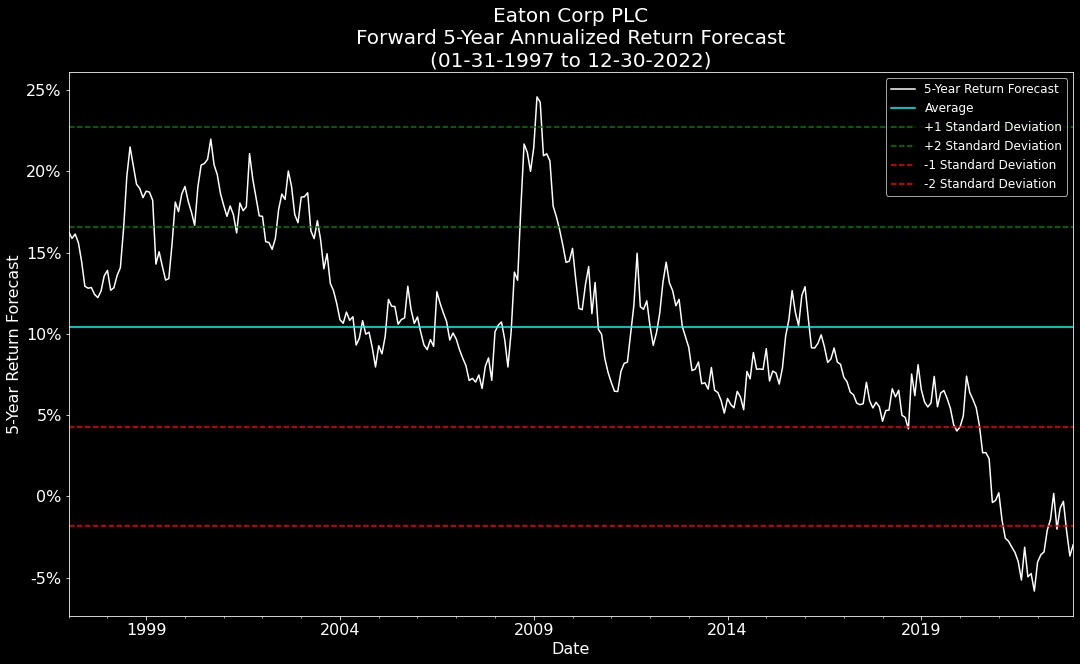 Eaton Corp PLC
Forward 5-Year Annualized Return Forecast
(01-31-1997 to 12-30-2022)
25%
20%
15%
10%
5%
0%
-5%
5-Year Return Forecast
5-Year Return Forecast
Average
+1 Standard Deviation
+2 Standard Deviation
-1 Standard Deviation
-2 Standard Deviation
1999
2004
2009
2014
2019
Date